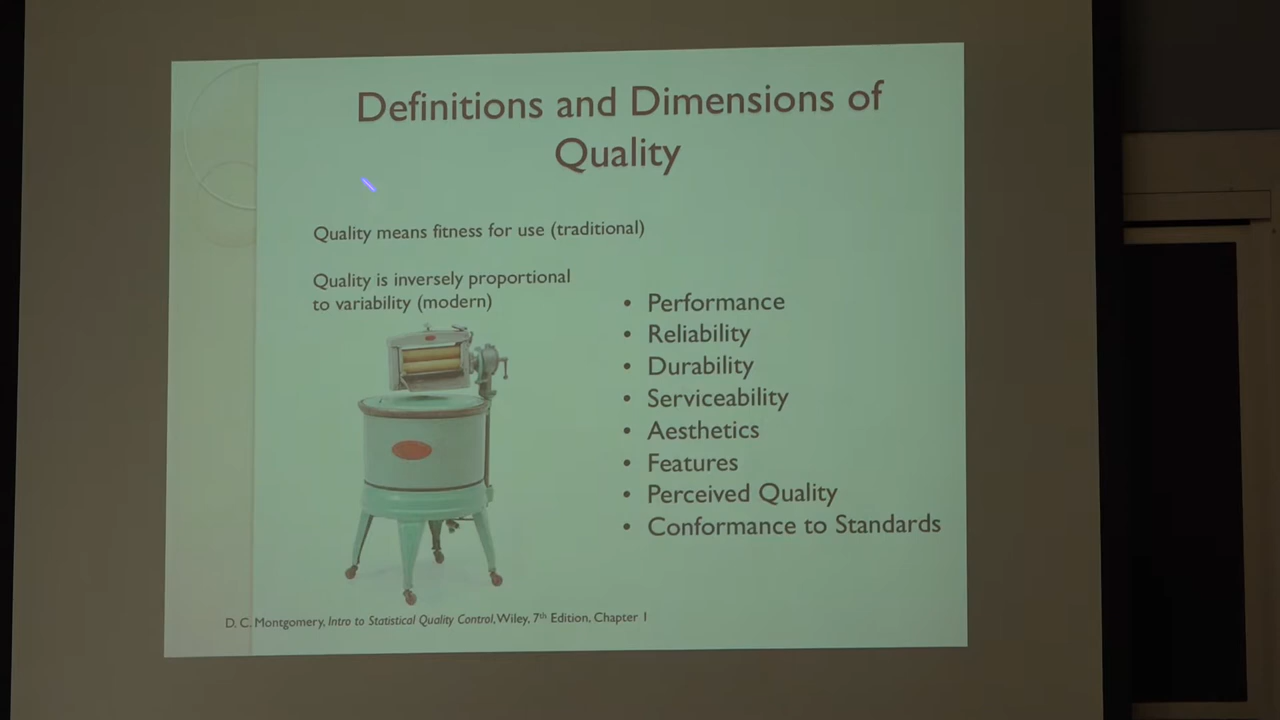 Definitions and Dimensions of
Quality
Quality means fitness for use (traditional)
Quality is inversely proportional
to variability (modern)
• Performance
• Reliability
• Durability
• Serviceability
• Aesthetics
• Features
• Perceived Quality
• Conformance to Standards
D. C. Montgomery, Intro to Statistical Quality Control, Wiley, 7th Edition, Chapter 1